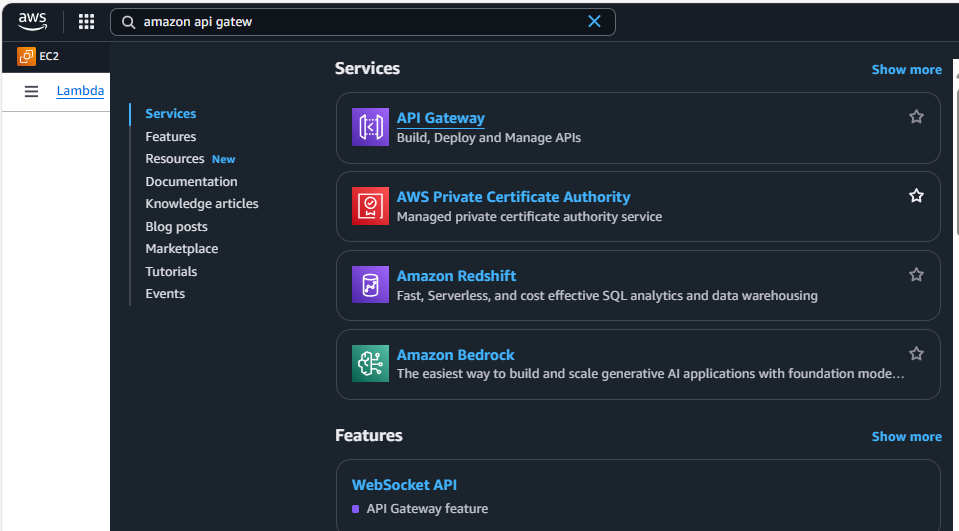 aws
amazon api gatew
EC2
Lambda
Services
Features
Resources New
Documentation
Knowledge articles
Blog posts
Marketplace
Tutorials
Events
Services
Show more
API Gateway
Build, Deploy and Manage APIs
AWS Private Certificate Authority
Managed private certificate authority service
Amazon Redshift
Fast, Serverless, and cost effective SQL analytics and data warehousing
Amazon Bedrock
The easiest way to build and scale generative AI applications with foundation mode…
Features
Show more
WebSocket API
API Gateway feature